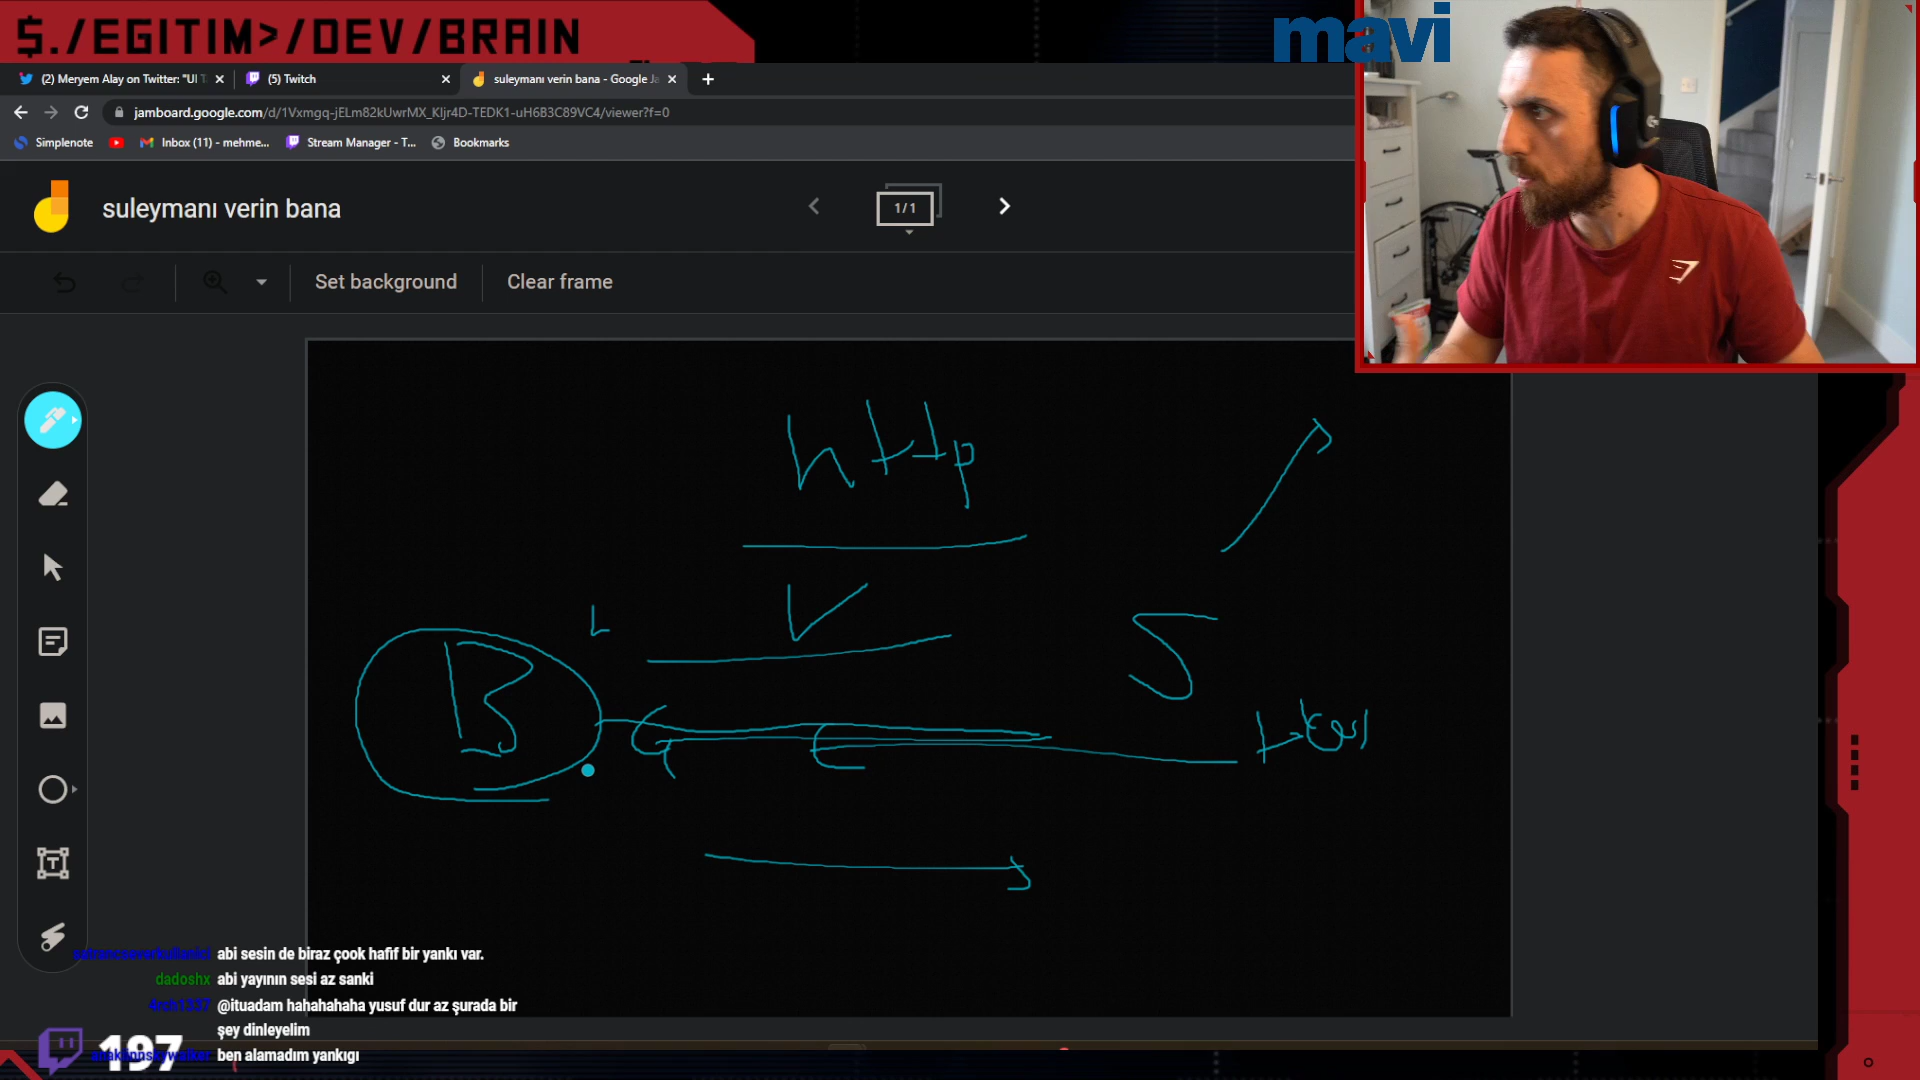 $./EGITIM>/DEV/BRAIN
mavi
(2) Meryem Alay on Twitter: "UI T
(5) Twitch
suleymanı verin bana - Google Ja
jamboard.google.com/d/1Vxmgq-jELm82kUwrMX_KIjr4D-TEDK1-uH6B3C89VC4/viewer?f=0
Simplenote
Inbox (11) - mehme...
Stream Manager - T...
Bookmarks
suleymanı verin bana
1/1
Set background
Clear frame
http
B
S
abi sesin de biraz çook hafif bir yankı var.
dadoshx abi yayının sesi az sanki
@ituadam hahahahaha yusuf dur az şurada bir
şey dinleyelim
197
ben alamadım yankıgı